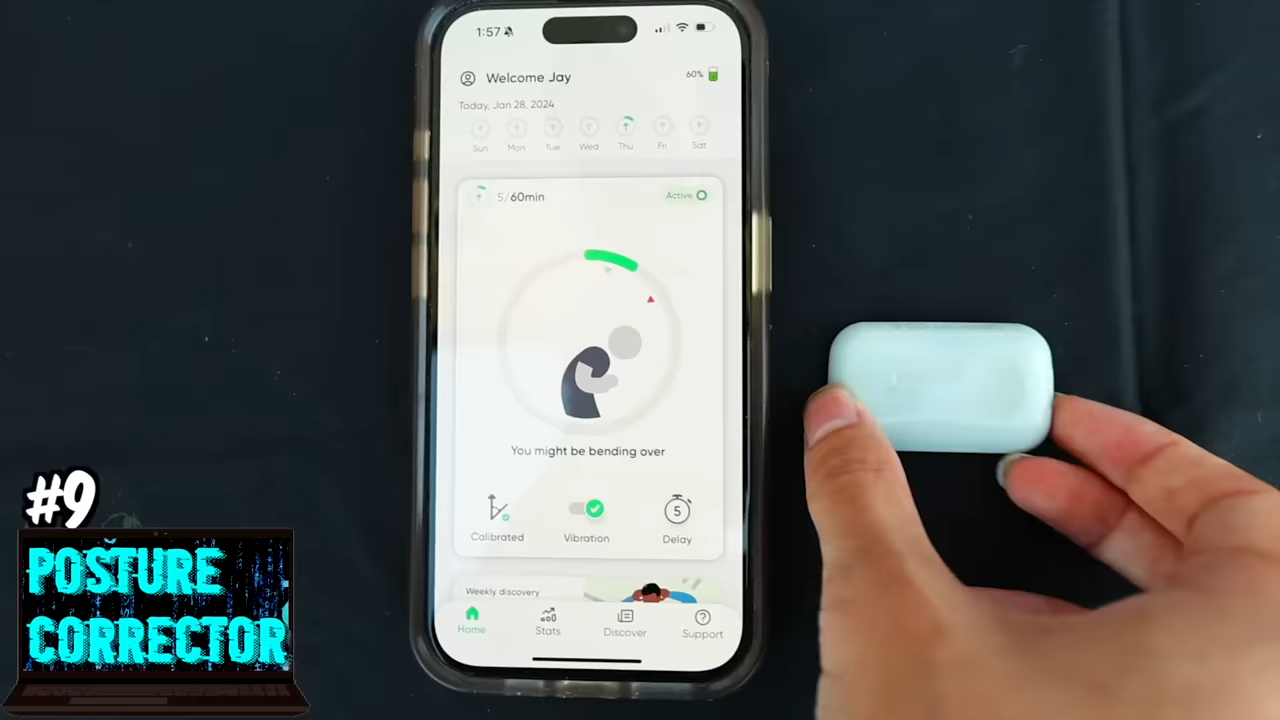 1:57
Welcome Jay
60%
Today, Jan 28, 2024
Sun Mon Tue Wed Thu Fri Sat
5/60min
Active
You might be bending over
5
Calibrated
Vibration
Delay
Weekly discovery
Home
Stats
Discover
Support
#9
POSTURE
CORRECTOR